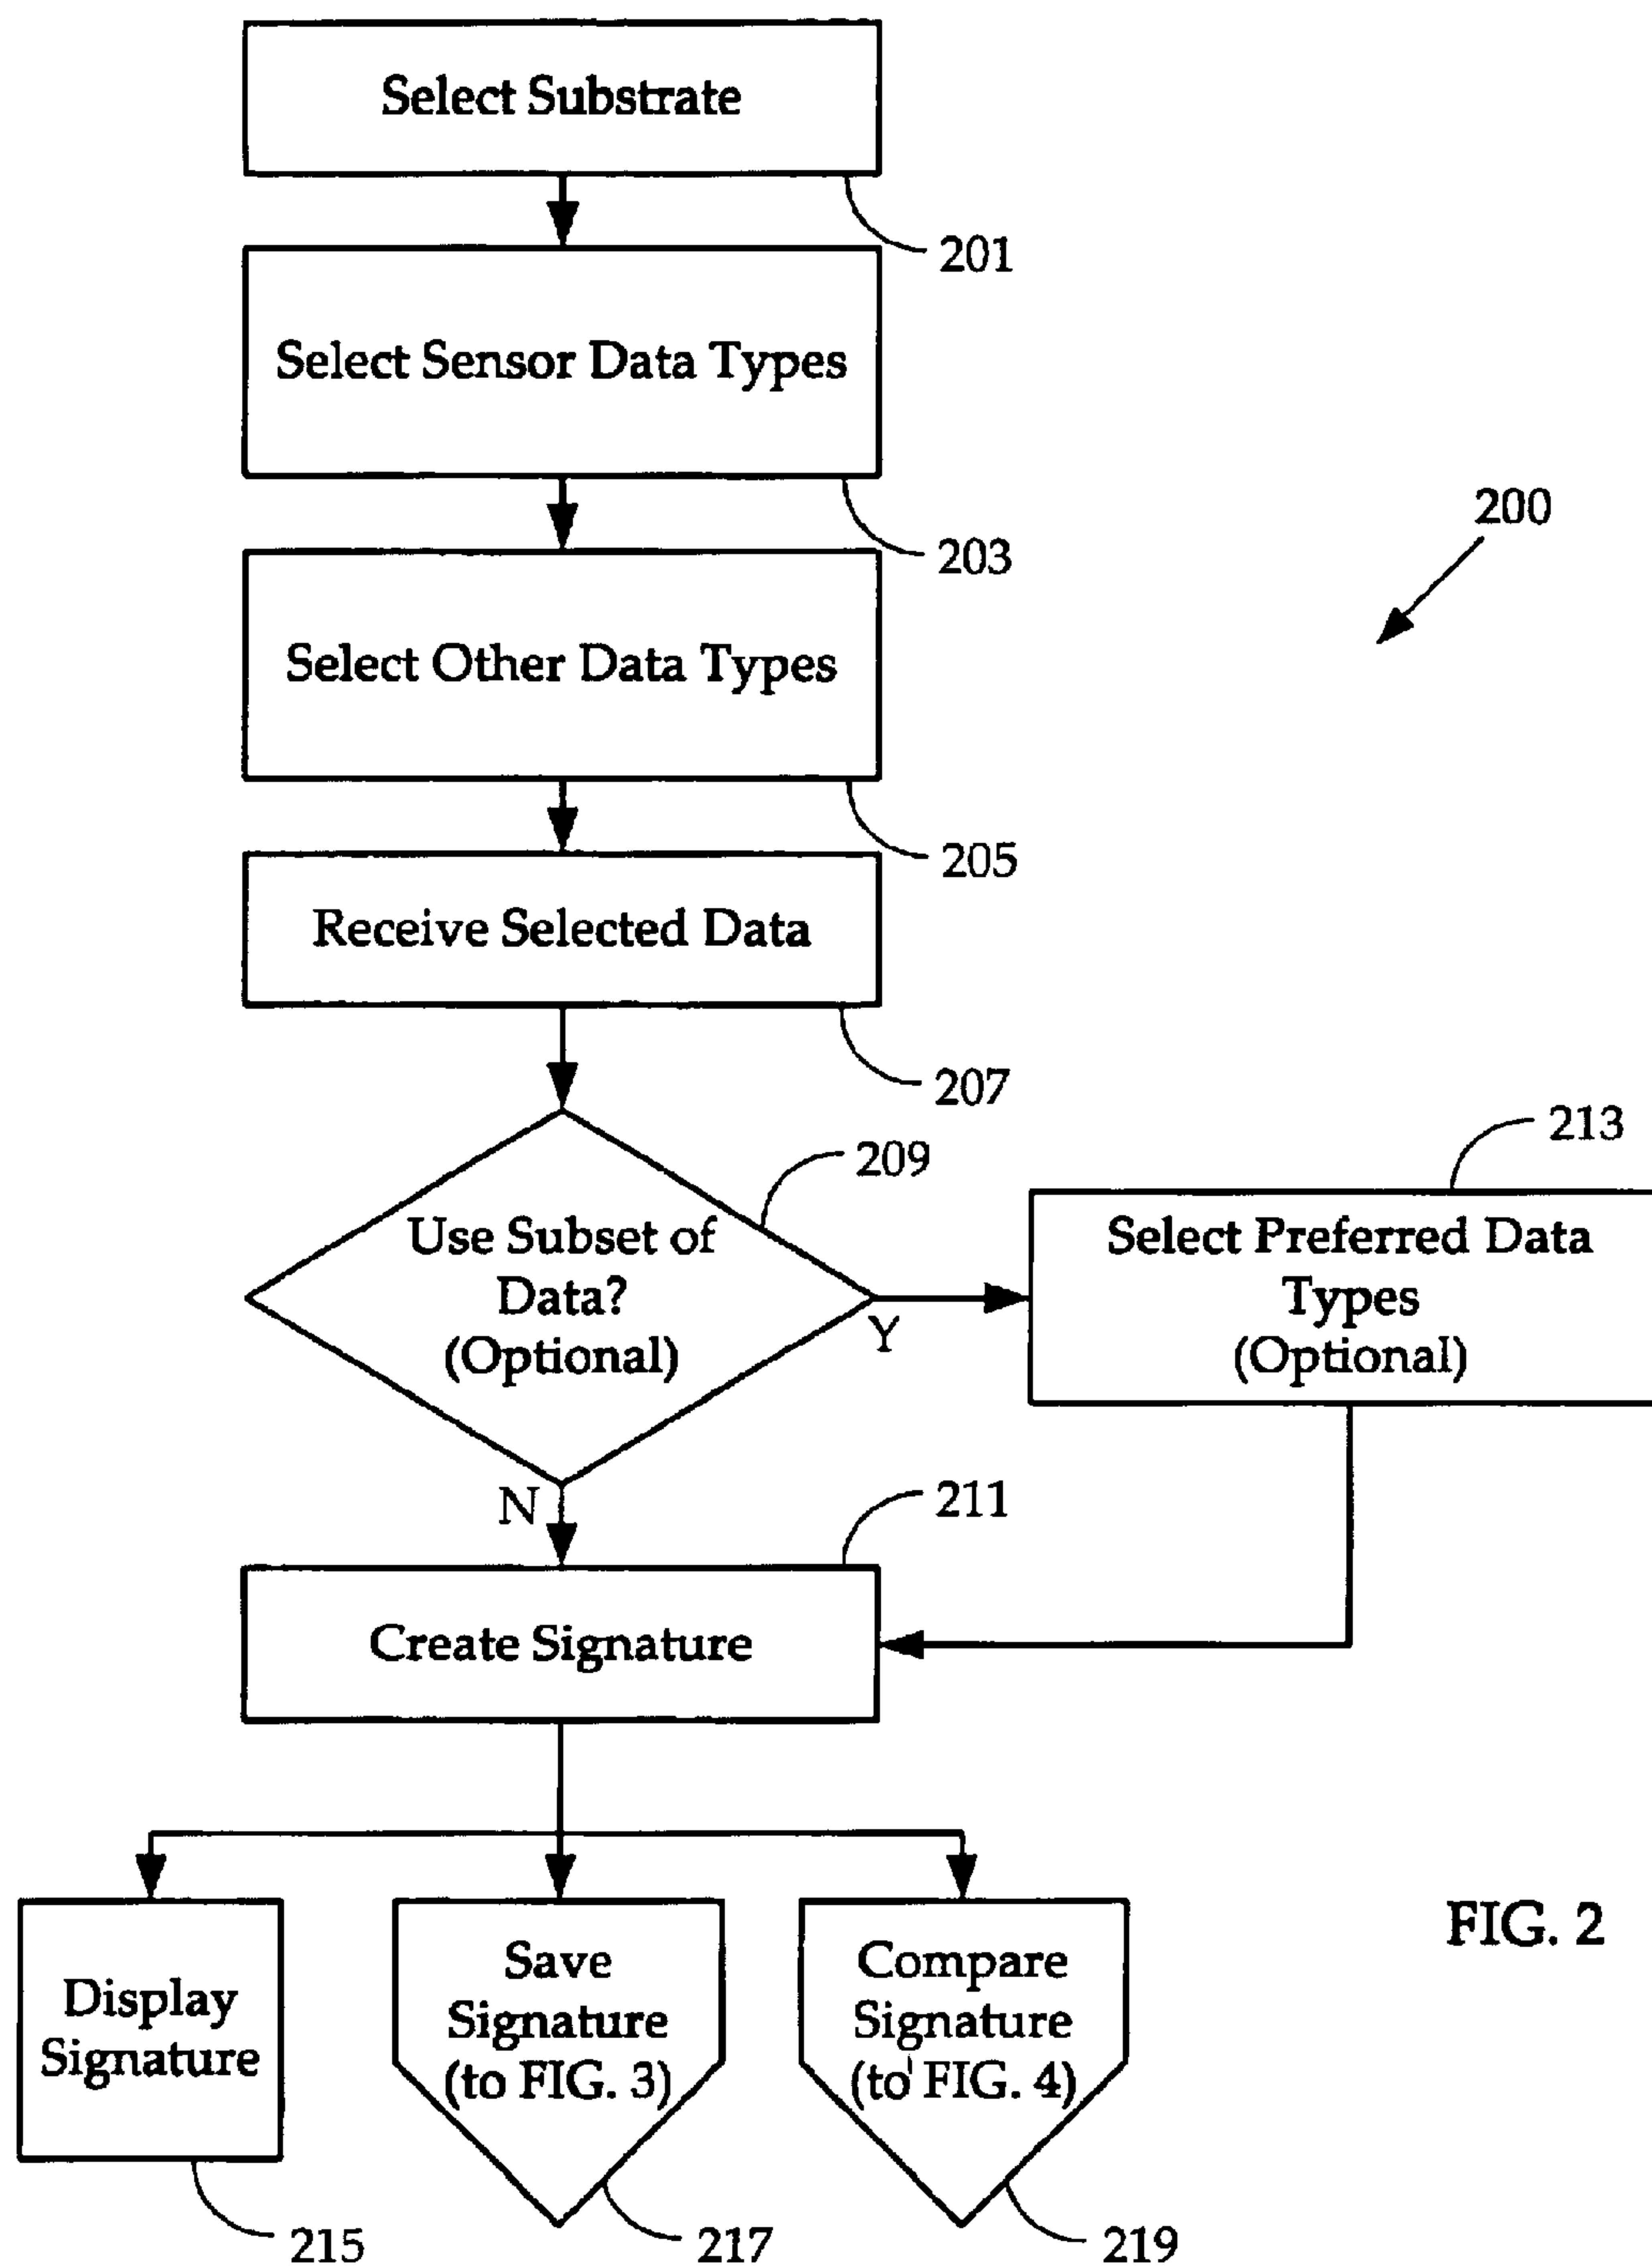 Select Substrate
201
Select Sensor Data Types
203
200
Select Other Data Types
205
Receive Selected Data
207
209
Use Subset of
Data?
(Optional)
Y
213
Select Preferred Data
Types
(Optional)
N
211
Create Signature
Display
Signature
215
Save
Signature
(to FIG. 3)
217
Compare
Signature
(to FIG. 4)
219
FIG. 2